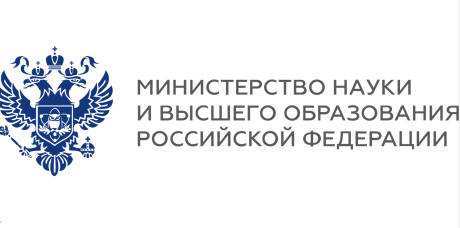 МИНИСТЕРСТВО НАУКИ
И ВЫСШЕГО ОБРАЗОВАНИЯ
РОССИЙСКОЙ ФЕДЕРАЦИИ